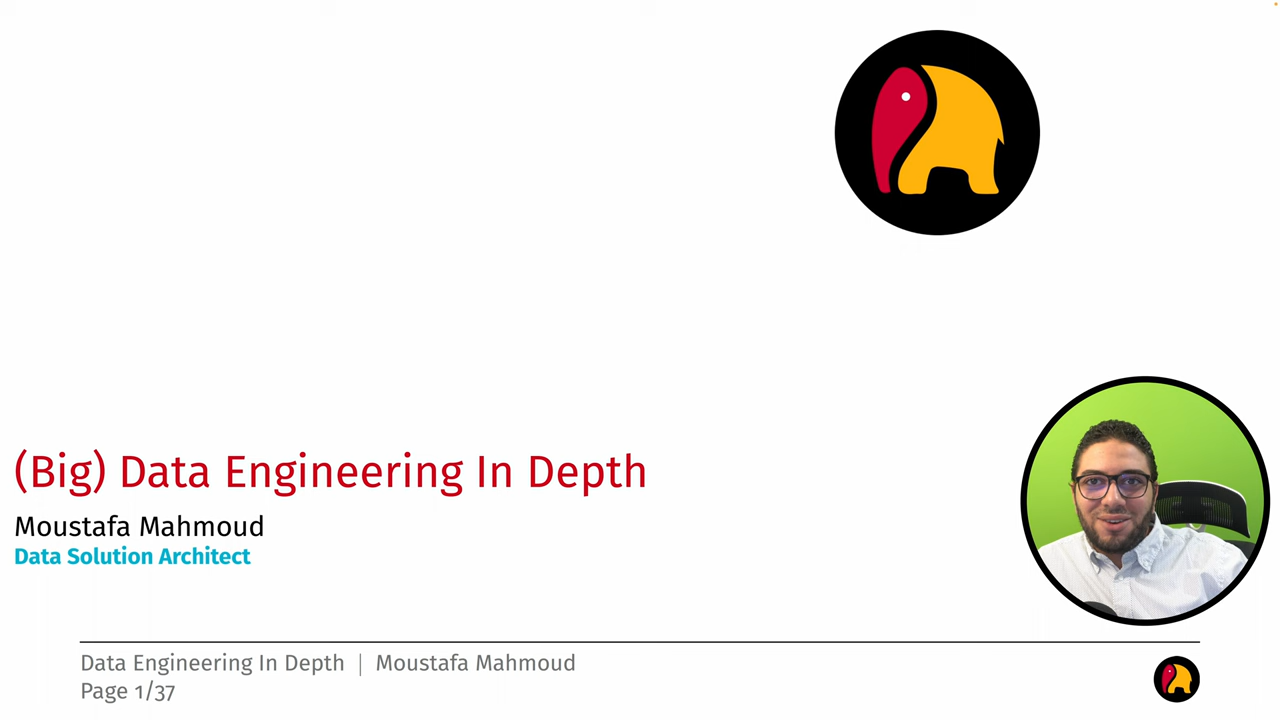 (Big) Data Engineering In Depth
Moustafa Mahmoud
Data Solution Architect
Data Engineering In Depth | Moustafa Mahmoud
Page 1/37